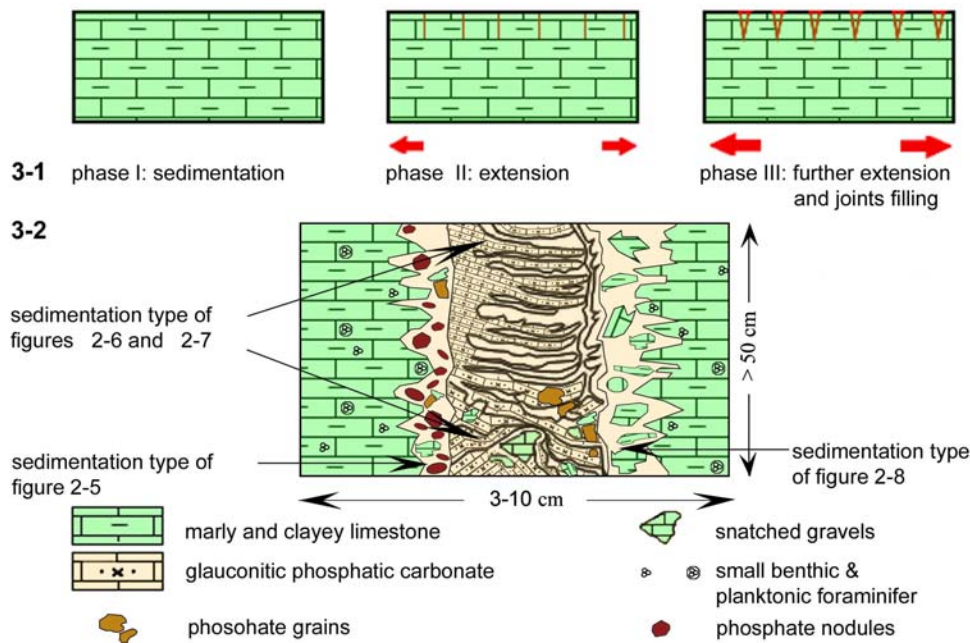 3-1
phase I: sedimentation
phase II: extension
phase III: further extension
and joints filling
3-2
sedimentation type of
figures 2-6 and 2-7
sedimentation type of
figure 2-5
> 50 cm
3-10 cm
sedimentation type
of figure 2-8
marly and clayey limestone
snatched gravels
glauconitic phosphatic carbonate
small benthic &
planktonic foraminifer
phosohate grains
phosphate nodules